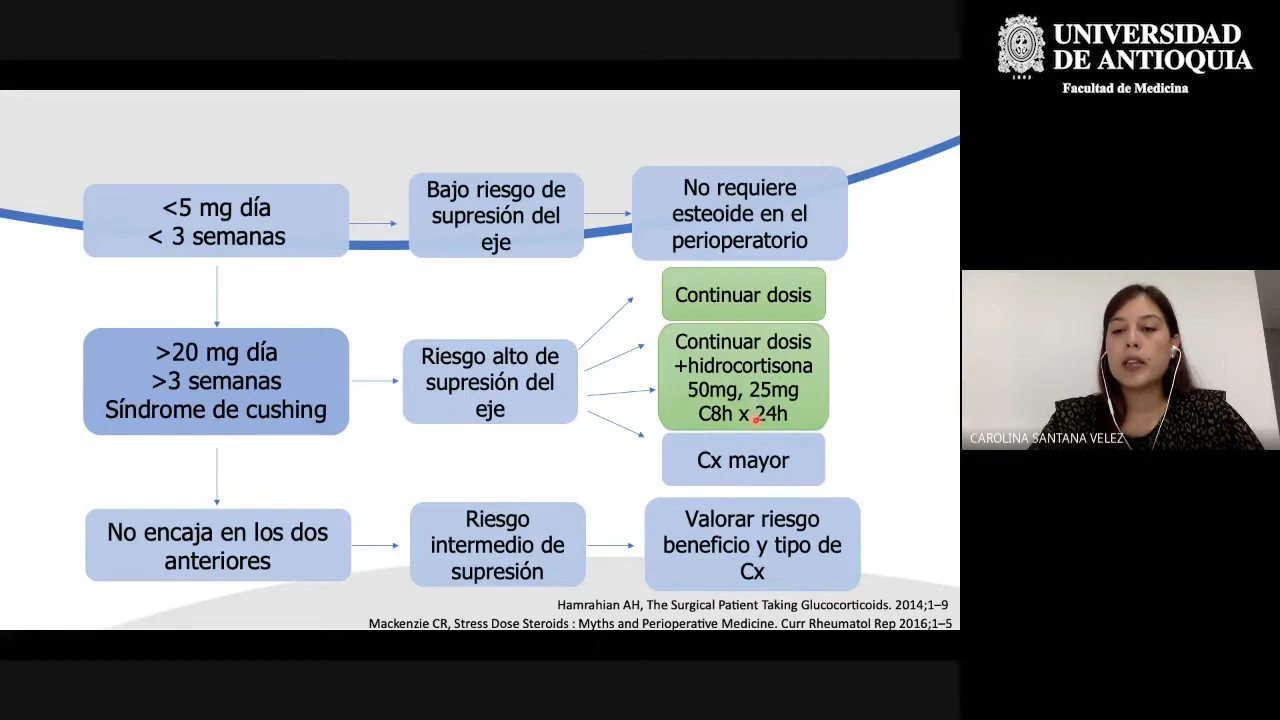 UNIVERSIDAD
DE ANTIOQUIA
1803
Facultad de Medicina
<5 mg día
< 3 semanas
Bajo riesgo de
supresión del
eje
No requiere
esteoide en el
perioperatorio
>20 mg día
>3 semanas
Síndrome de cushing
Riesgo alto de
supresión del
eje
Continuar dosis
Continuar dosis
+hidrocortisona
50mg, 25mg
C8h x 24h
Cx mayor
No encaja en los dos
anteriores
Riesgo
intermedio de
supresión
Valorar riesgo
beneficio y tipo de
Cx
Hamrahian AH, The Surgical Patient Taking Glucocorticoids. 2014;1–9
Mackenzie CR, Stress Dose Steroids : Myths and Perioperative Medicine. Curr Rheumatol Rep 2016;1–5
CAROLINA SANTANA VELEZ